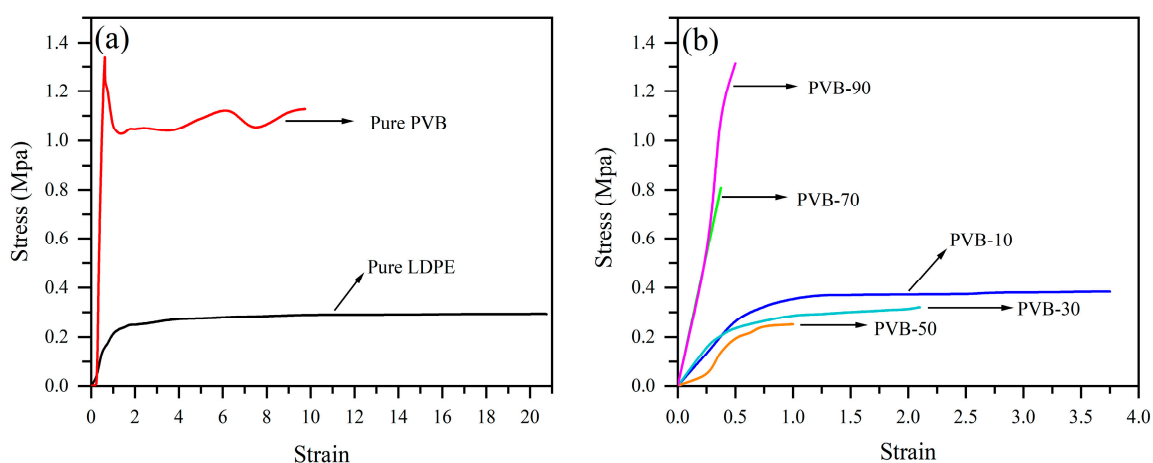 (a)
Stress (Mpa)
1.4
1.2
1.0
0.8
0.6
0.4
0.2
0.0
Pure PVB
Pure LDPE
0 2 4 6 8 10 12 14 16 18 20
Strain
(b)
Stress (Mpa)
1.4
1.2
1.0
0.8
0.6
0.4
0.2
0.0
PVB-90
PVB-70
PVB-10
PVB-30
PVB-50
0.0 0.5 1.0 1.5 2.0 2.5 3.0 3.5 4.0
Strain